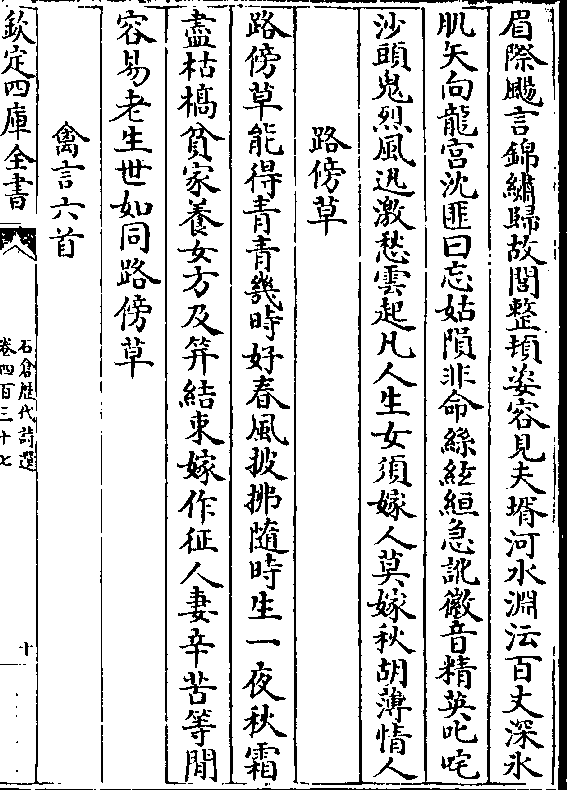 眉際颺言錦繡歸故閭整頓姿容見夫壻河水淵沄百丈深氷
肌矢向龍宫沈匪曰忘姑隕非命絲絃絙急訛徽音精英叱咤
沙頭鬼烈風迅激愁雲起凡人生女須嫁人莫嫁秋胡薄情人
路傍草
路傍草能得青青幾時好春風披拂隨時生一夜秋霜
盡枯槁貧家養女方及笄結束嫁作征人妻辛苦等閒
容易老生世如同路傍草
禽言六首
欽定四庫全書
石倉歴代詩選
卷四百三十七
十